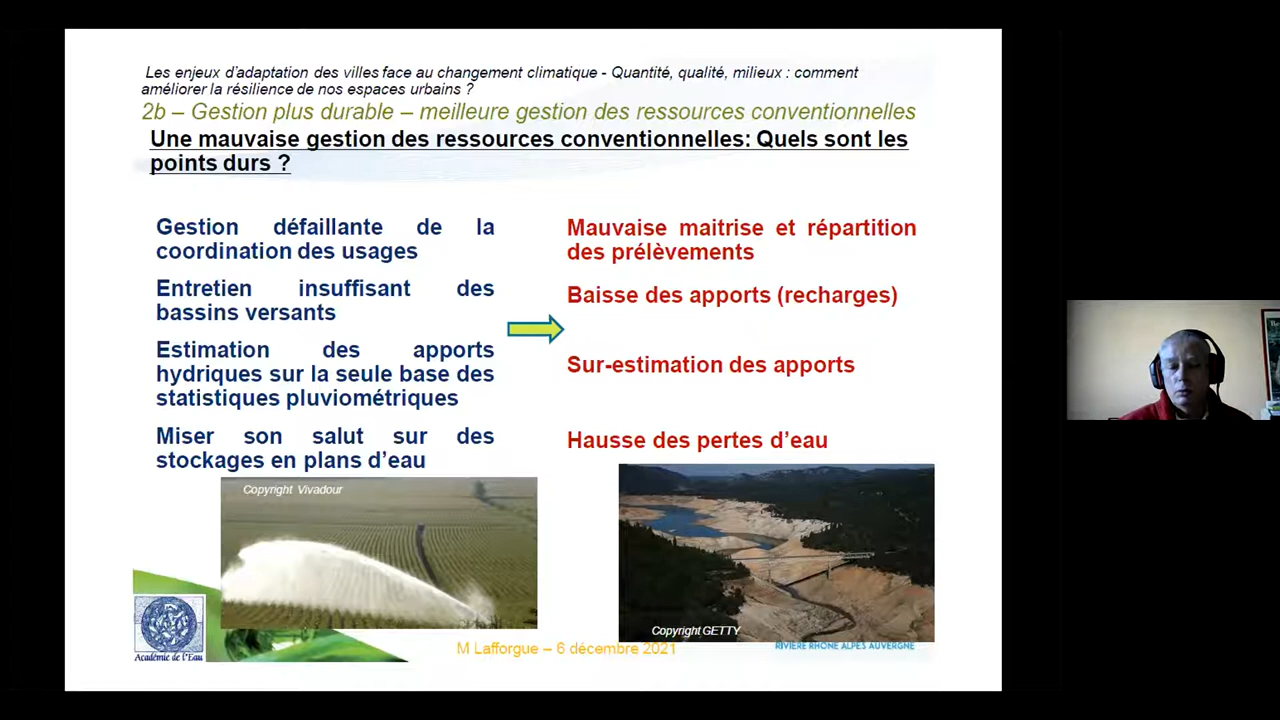 Les enjeux d'adaptation des villes face au changement climatique - Quantité, qualité, milieux : comment
améliorer la résilience de nos espaces urbains ?
2b – Gestion plus durable – meilleure gestion des ressources conventionnelles
Une mauvaise gestion des ressources conventionnelles: Quels sont les
points durs ?
Gestion défaillante de la
coordination des usages
Entretien insuffisant des
bassins versants
Estimation des apports
hydriques sur la seule base des
statistiques pluviométriques
Miser son salut sur des
stockages en plans d'eau
Mauvaise maitrise et répartition
des prélèvements
Baisse des apports (recharges)
Sur-estimation des apports
Hausse des pertes d'eau
Copyright Vivadour
Copyright GETTY
Académie de l'Eau
M Lafforgue – 6 décembre 2021
RIVIÈRE RHÔNE ALPES AUVERGNE